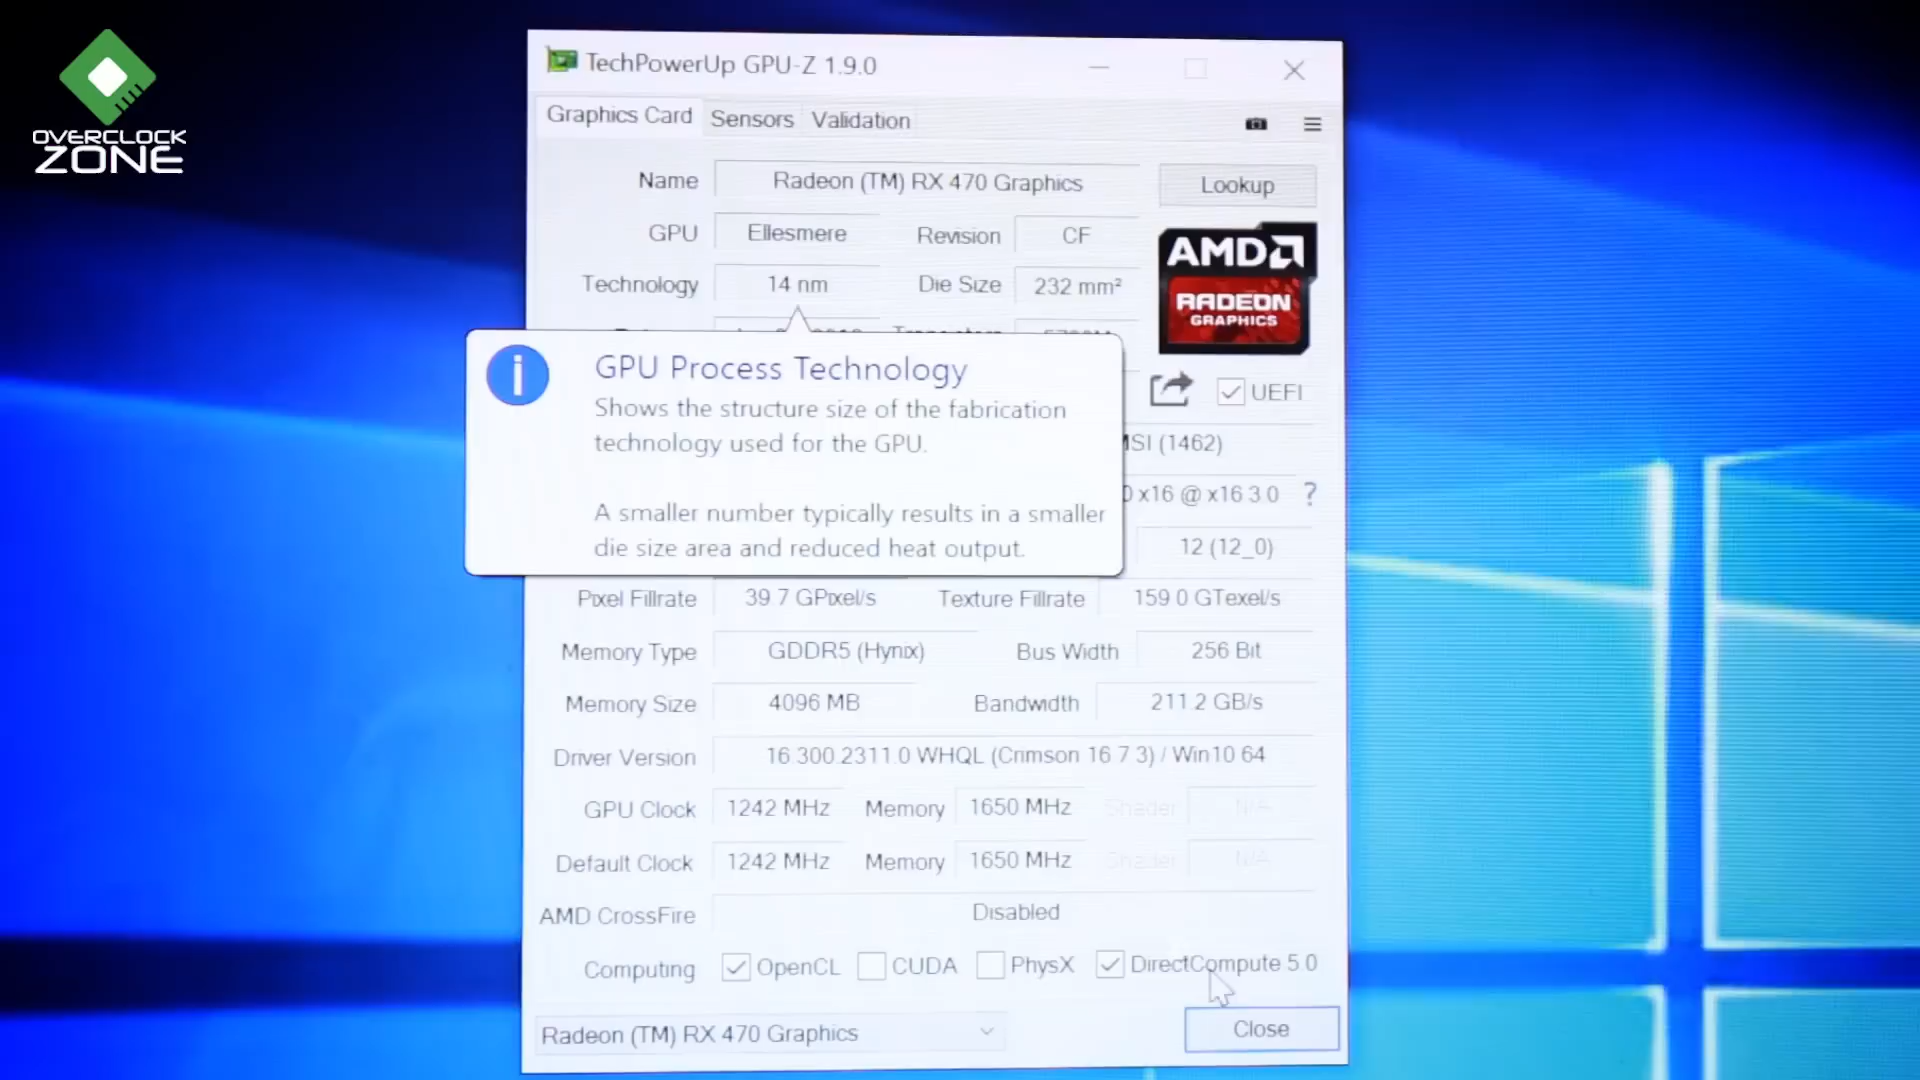 OVERCLOCK
ZONE
TechPowerUp GPU-Z 1.9.0
Graphics Card Sensors Validation
Name Radeon (TM) RX 470 Graphics Lookup
GPU Ellesmere Revision CF
Technology 14 nm Die Size 232 mm²
AMD
RADEON
GRAPHICS
GPU Process Technology
Shows the structure size of the fabrication
technology used for the GPU.
A smaller number typically results in a smaller
die size area and reduced heat output.
UEFI
(1462)
x16 @ x16 3 0 ?
12 (12_0)
Pixel Fillrate 39 7 GPixel/s Texture Fillrate 159 0 GTexel/s
Memory Type GDDR5 (Hynix) Bus Width 256 Bit
Memory Size 4096 MB Bandwidth 211.2 GB/s
Driver Version 16 300.2311.0 WHQL (Crimson 16 7 3) / Win10 64
GPU Clock 1242 MHz Memory 1650 MHz Shader N/A
Default Clock 1242 MHz Memory 1650 MHz Shader N/A
AMD CrossFire Disabled
Computing OpenCL CUDA PhysX DirectCompute 5.0
Radeon (TM) RX 470 Graphics Close